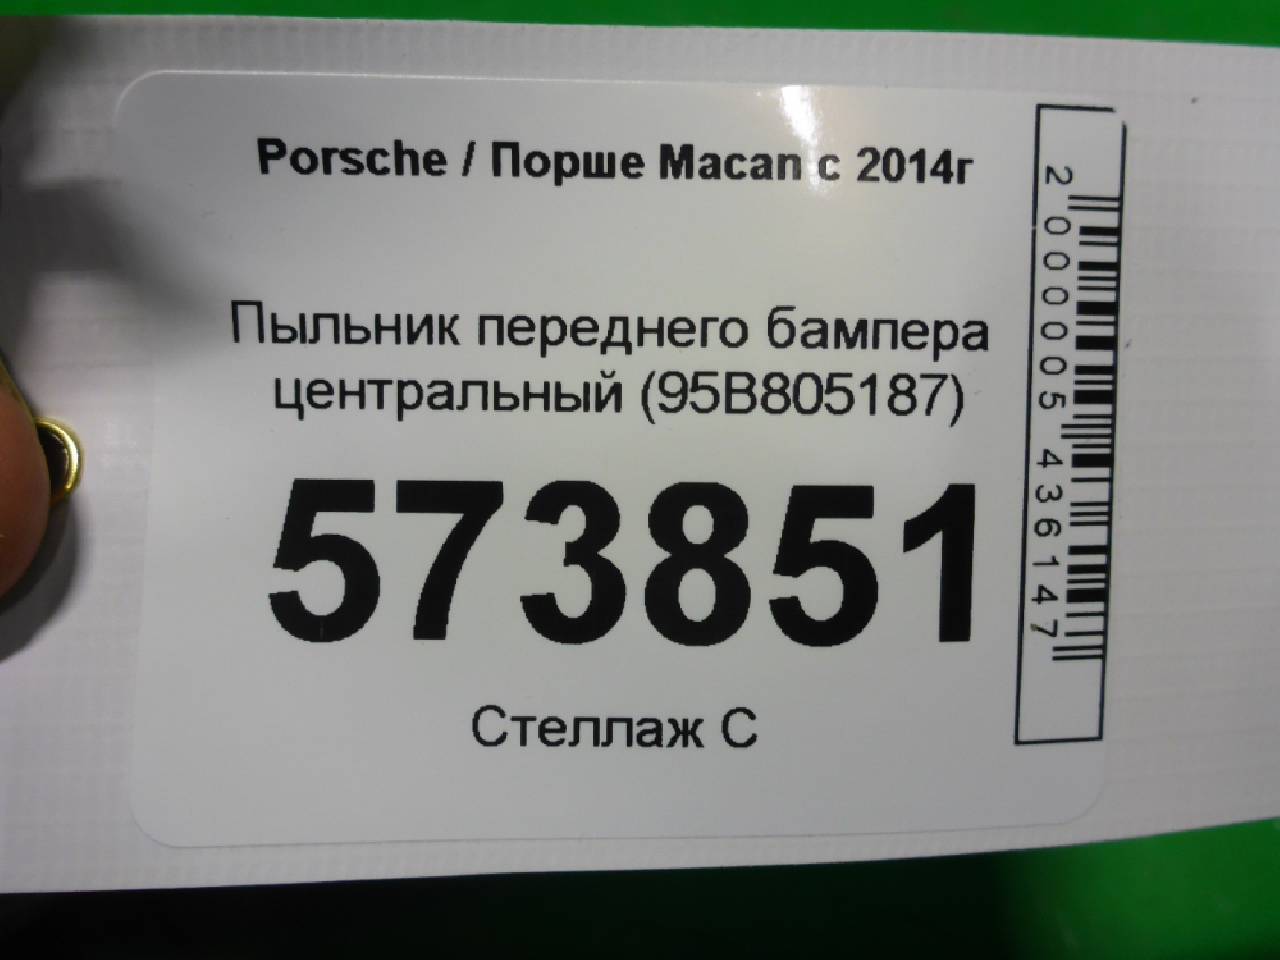 Porsche / Порше Macan с 2014г
Пыльник переднего бампера
центральный (95B805187)
573851
Стеллаж С
2000005436147